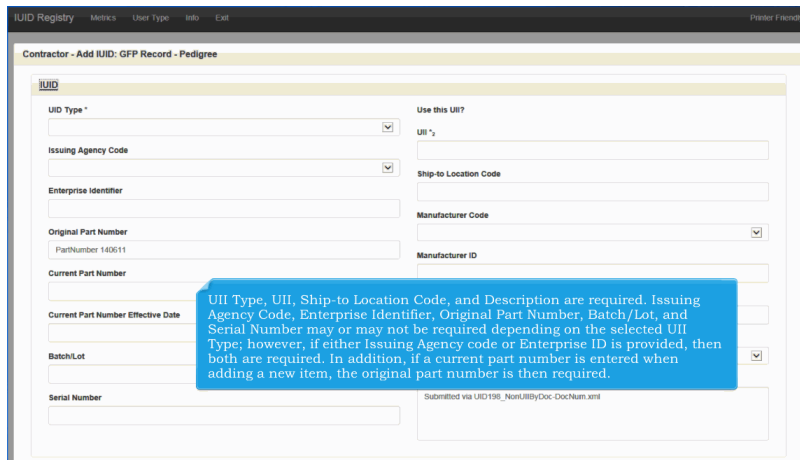 IUID Registry Metrics User Type Info Exit Printer Friendly
Contractor - Add IUID: GFP Record - Pedigree
IUID
UID Type *
Issuing Agency Code
Enterprise Identifier
Original Part Number
PartNumber 140611
Current Part Number
Current Part Number Effective Date
Batch/Lot
Serial Number
Use this UII?
UII *2
Ship-to Location Code
Manufacturer Code
Manufacturer ID
UII Type, UII, Ship-to Location Code, and Description are required. Issuing
Agency Code, Enterprise Identifier, Original Part Number, Batch/Lot, and
Serial Number may or may not be required depending on the selected UII
Type; however, if either Issuing Agency code or Enterprise ID is provided, then
both are required. In addition, if a current part number is entered when
adding a new item, the original part number is then required.
Submitted via UID198_NonUIIByDoc-DocNum.xml